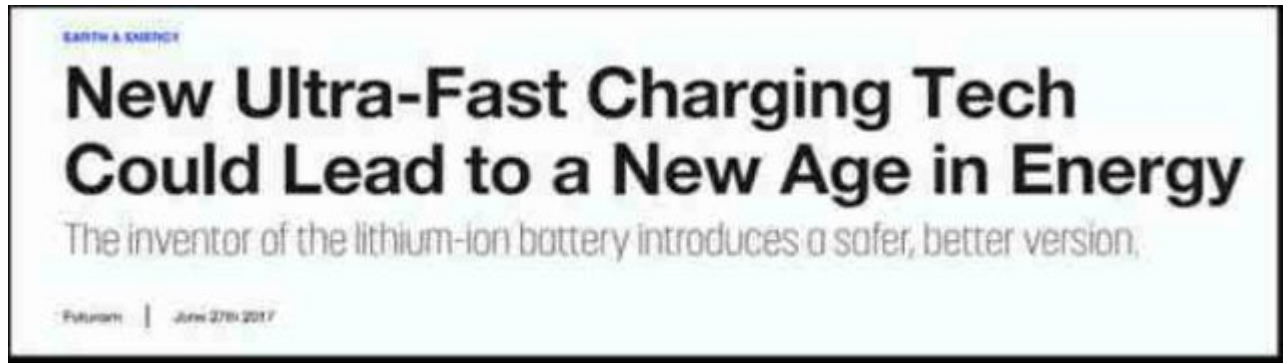 EARTH & ENERGY
New Ultra-Fast Charging Tech
Could Lead to a New Age in Energy
The inventor of the lithium-ion battery introduces a safer, better version.
Futurism | June 27th 2017